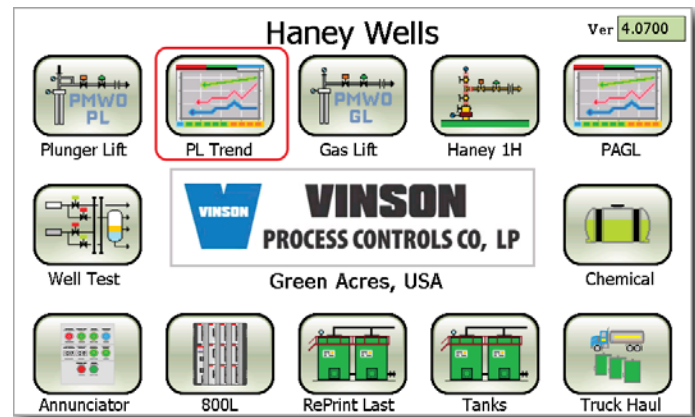 Haney Wells
Ver 4.0700
PMWO
PL
PMWO
GL
Plunger Lift
PL Trend
Gas Lift
Haney 1H
PAGL
VINSON
VINSON
PROCESS CONTROLS CO, LP
Well Test
Green Acres, USA
Chemical
Annunciator
800L
RePrint Last
Tanks
Truck Haul